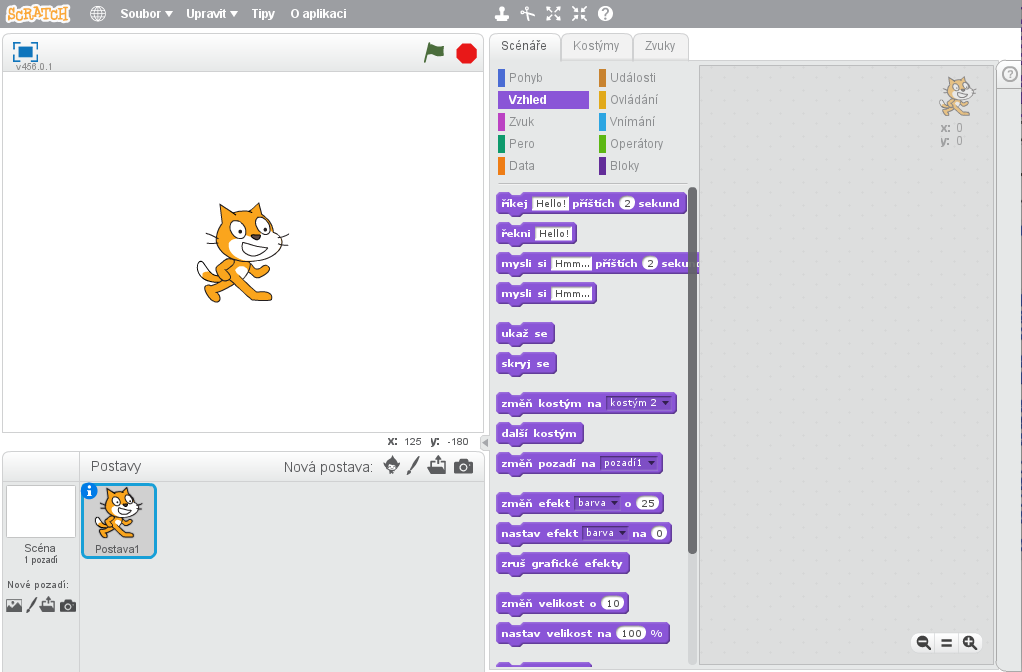 SCRATCH Soubor Upravit Tipy O aplikaci
v456.0.1
Scénáře Kostýmy Zvuky
Pohyb Události
Vzhled Ovládání
Zvuk Vnímání
Pero Operátory
Data Bloky
x: 0
y: 0
říkej Hello! příštích 2 sekund
řekni Hello!
mysli si Hmm... příštích 2 sekund
mysli si Hmm...
ukaž se
skryj se
změň kostým na kostým 2
další kostým
změň pozadí na pozadí1
změň efekt barva o 25
nastav efekt barva na 0
zruš grafické efekty
změň velikost o 10
nastav velikost na 100 %
x: 125 y: -180
Postavy Nová postava:
Postava1
Scéna
1 pozadí
Nové pozadí: